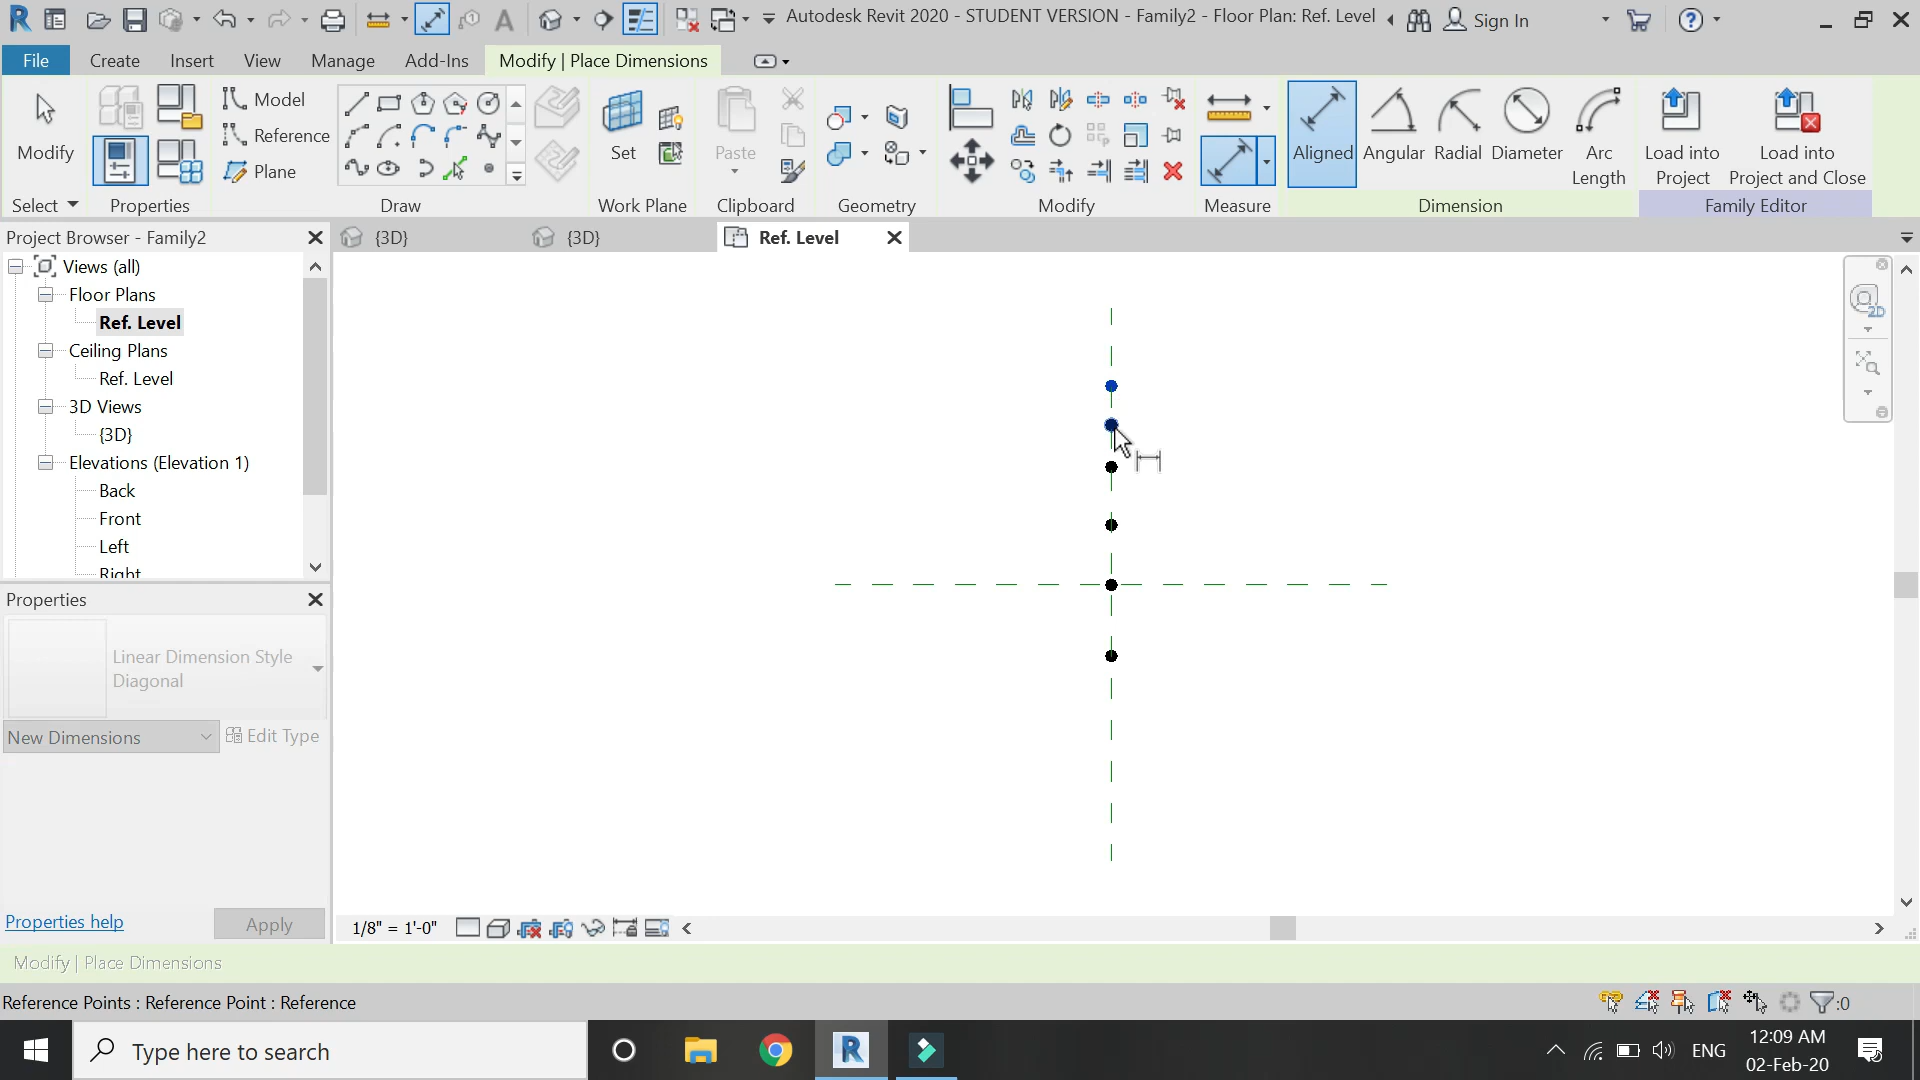 Autodesk Revit 2020 - STUDENT VERSION - Family2 - Floor Plan: Ref. Level
Sign In
File
Create
Insert
View
Manage
Add-Ins
Modify | Place Dimensions
Modify
Model
Reference
Plane
Set
Paste
Aligned
Angular
Radial
Diameter
Arc
Length
Load into
Project
Load into
Project and Close
Select
Properties
Draw
Work Plane
Clipboard
Geometry
Modify
Measure
Dimension
Family Editor
Project Browser - Family2
{3D}
{3D}
Ref. Level
Views (all)
Floor Plans
Ref. Level
Ceiling Plans
Ref. Level
3D Views
{3D}
Elevations (Elevation 1)
Back
Front
Left
Right
2D
Properties
Linear Dimension Style
Diagonal
New Dimensions
Edit Type
Properties help
Apply
1/8" = 1'-0"
Modify | Place Dimensions
Reference Points : Reference Point : Reference
:0
Type here to search
ENG
12:09 AM
02-Feb-20